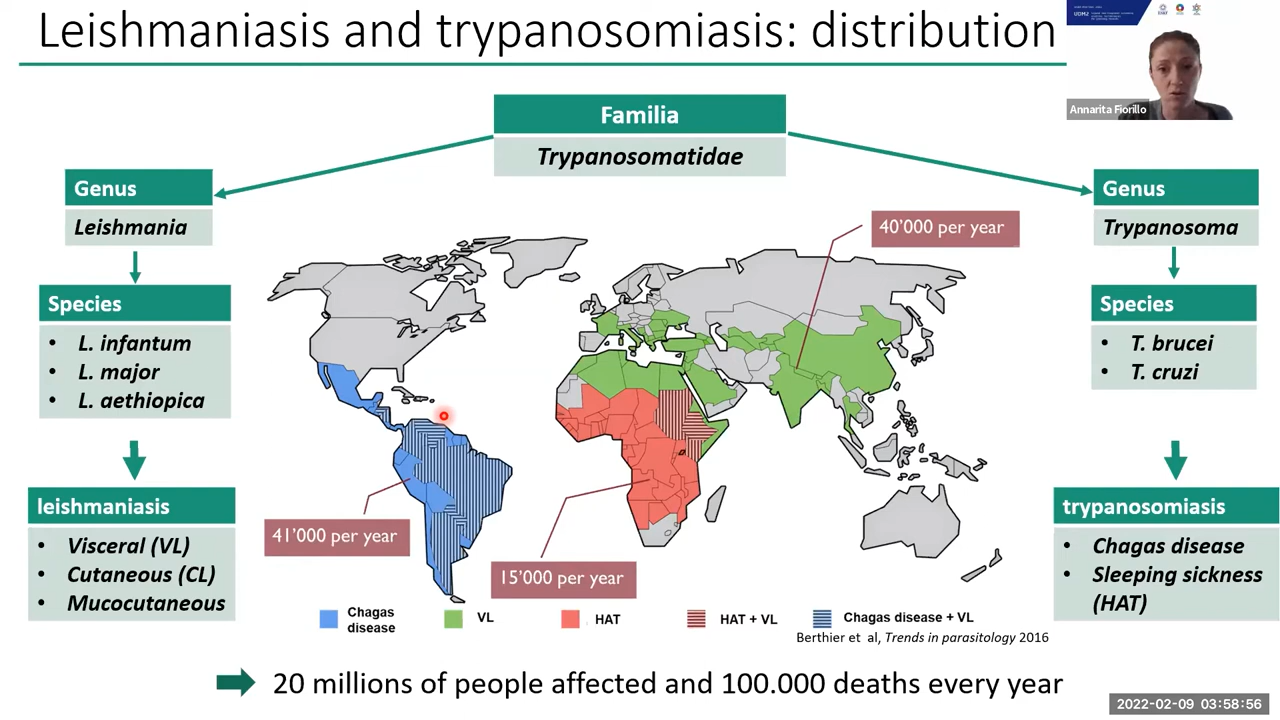 Leishmaniasis and trypanosomiasis: distribution
UDMU
Annarita Fiorillo
Familia
Trypanosomatidae
Genus
Leishmania
Species
• L. infantum
• L. major
• L. aethiopica
leishmaniasis
• Visceral (VL)
• Cutaneous (CL)
• Mucocutaneous
Genus
Trypanosoma
Species
• T. brucei
• T. cruzi
trypanosomiasis
• Chagas disease
• Sleeping sickness
(HAT)
40’000 per year
41’000 per year
15’000 per year
Chagas
disease
VL
HAT
HAT + VL
Chagas disease + VL
Berthier et al, Trends in parasitology 2016
20 millions of people affected and 100.000 deaths every year
2022-02-09 03:58:56